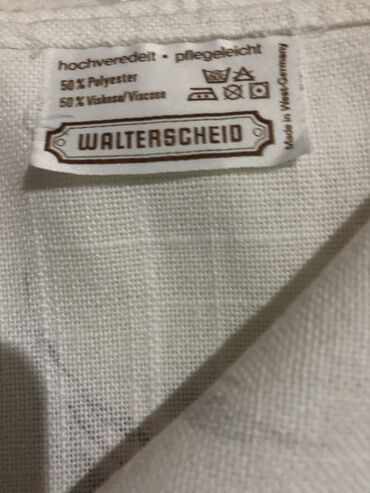 hochveredelt • pflegeleicht
50 % Polyester
50 % Viskose/Viscose
WALTERSCHEID
Made in West-Germany